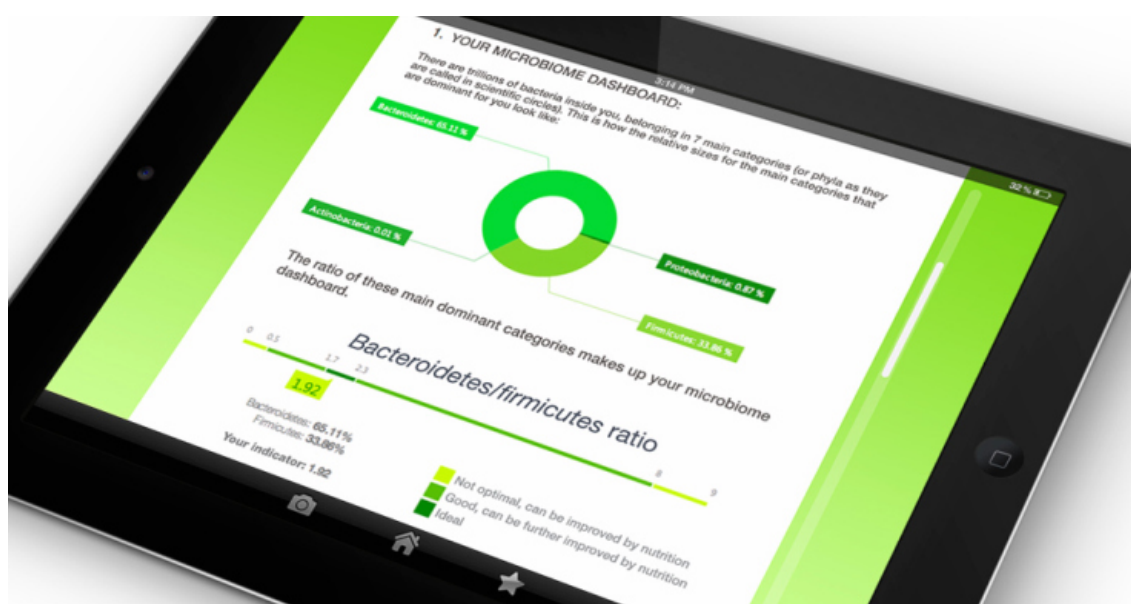 3:14 PM
32 %
1. YOUR MICROBIOME DASHBOARD:
There are trillions of bacteria inside you, belonging in 7 main categories (or phyla as they
are called in scientific circles). This is how the relative sizes for the main categories that
are dominant for you look like:
Bacteroidetes: 65.11 %
Actinobacteria: 0.01 %
Proteobacteria: 0.87 %
Firmicutes: 33.86 %
The ratio of these main dominant categories makes up your microbiome
dashboard.
Bacteroidetes/firmicutes ratio
0 0.5 1.7 2.3 8 9
1.92
Bacteroidetes: 65.11%
Firmicutes: 33.86%
Your indicator: 1.92
Not optimal, can be improved by nutrition
Good, can be further improved by nutrition
Ideal